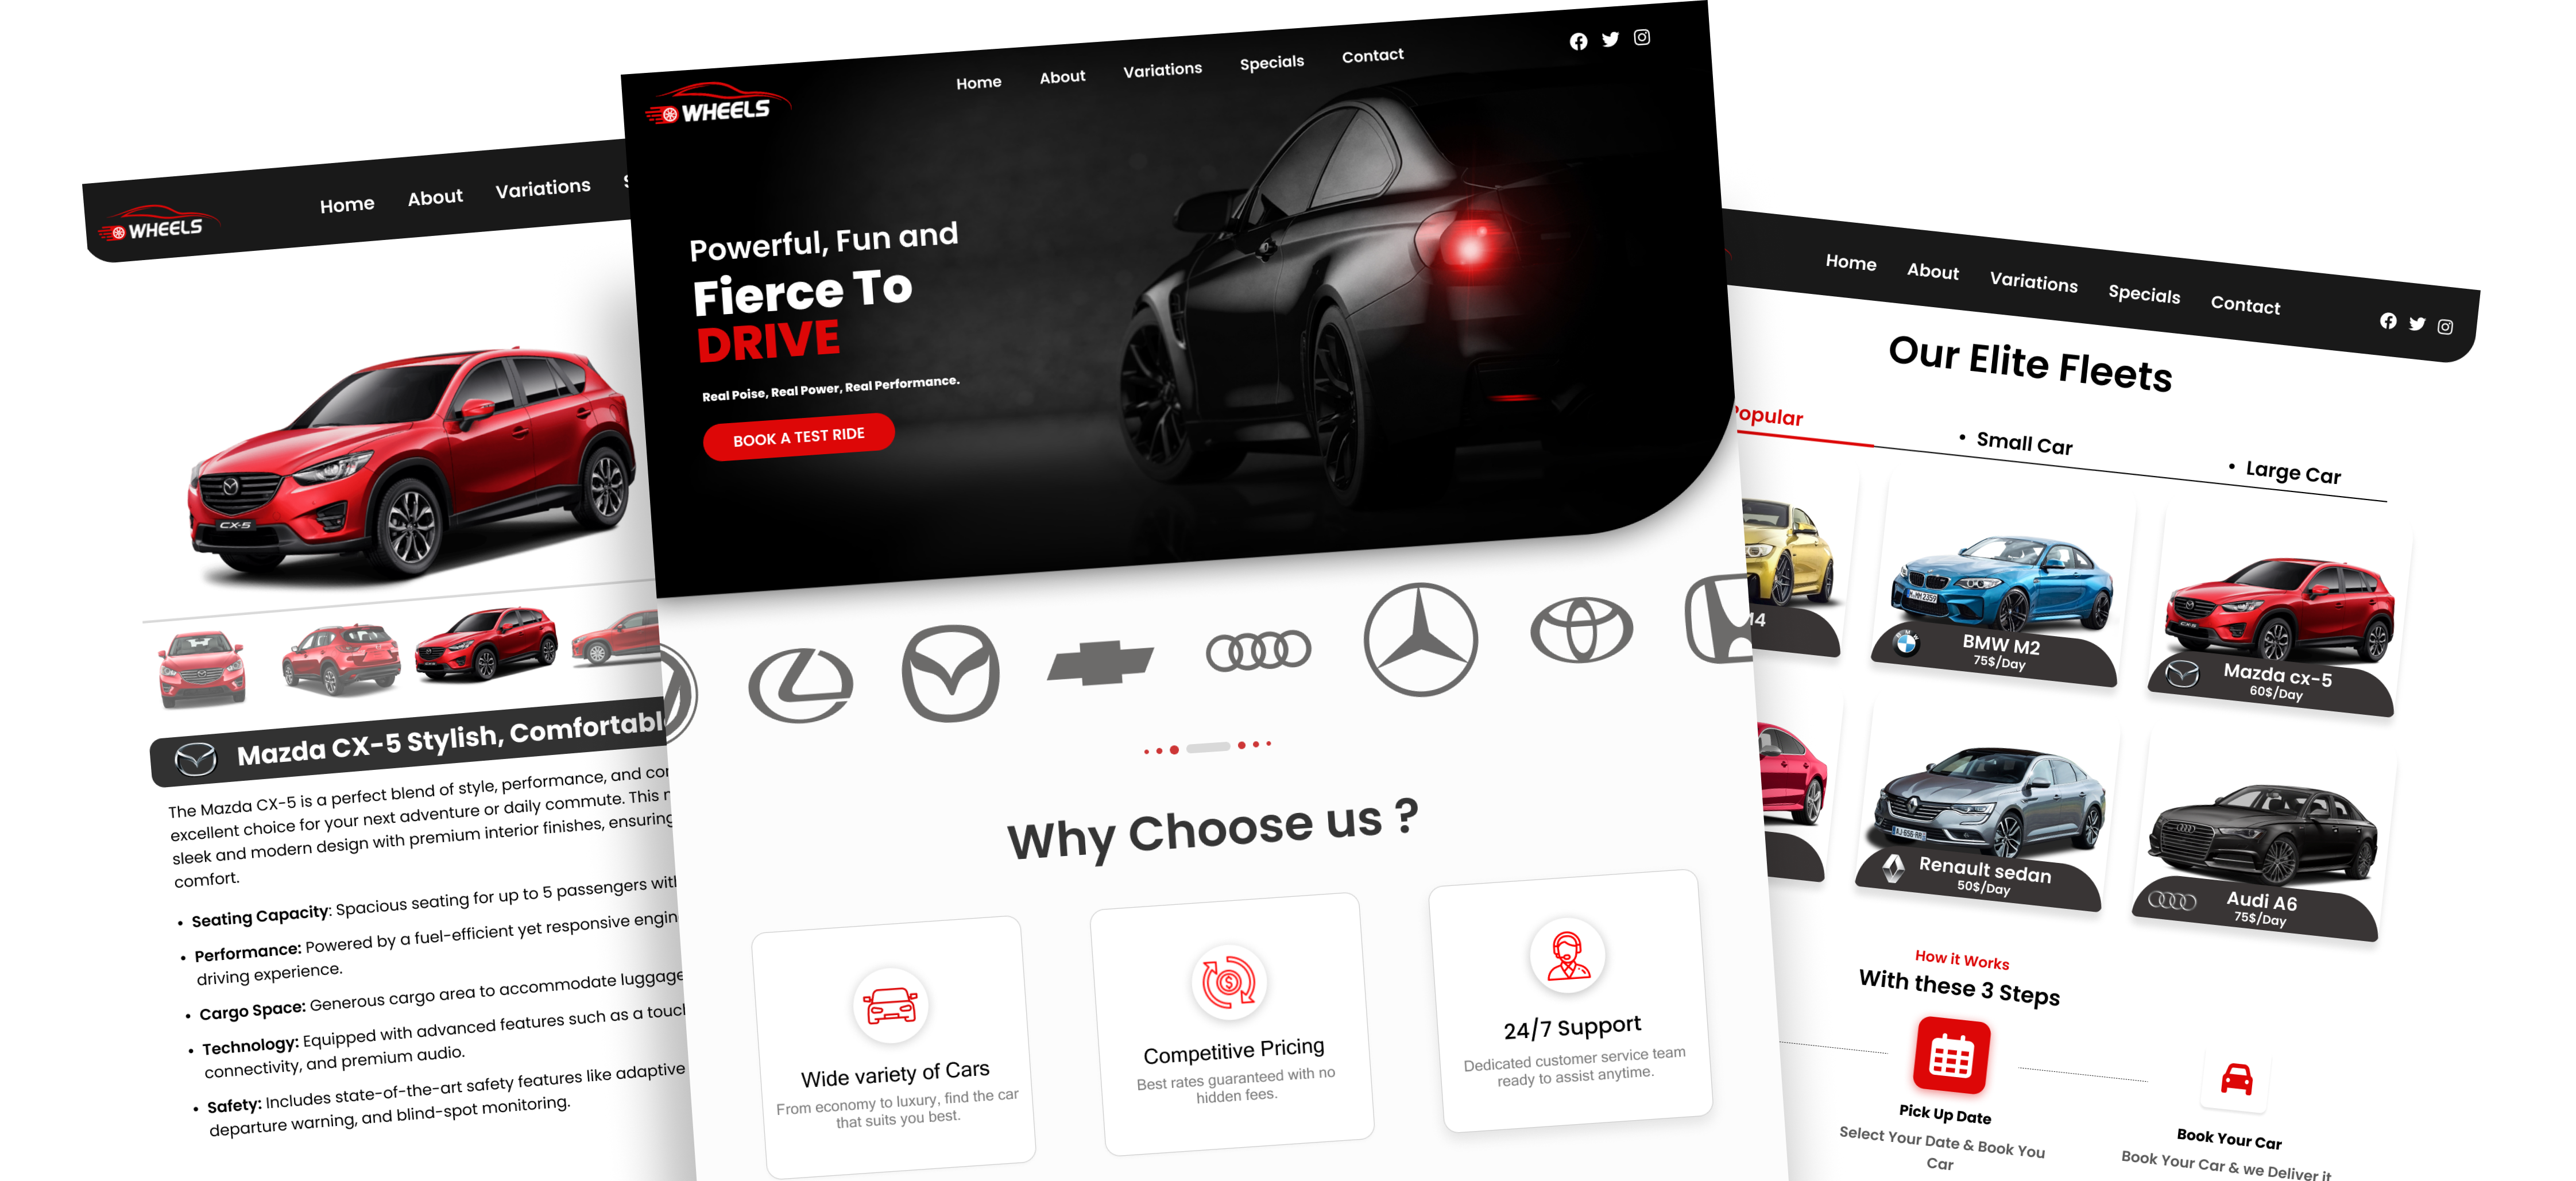 WHEELS
Home About Variations
CX-5
Mazda CX-5 Stylish,
The Mazda CX-5 is a perfect blend of style, performance, and
excellent choice for your next adventure or daily commute. This
sleek and modern design with premium interior finishes, ensuring
comfort.
• Seating Capacity: Spacious seating for up to 5 passengers
• Performance: Powered by a fuel-efficient yet responsive
driving experience.
• Cargo Space: Generous cargo area to accommodate luggage
• Technology: Equipped with advanced features such as a
connectivity, and premium audio.
• Safety: Includes state-of-the-art safety features like adaptive
departure warning, and blind-spot monitoring.
WHEELS
Home About Variations Specials Contact
Powerful, Fun and
Fierce To
DRIVE
Real Poise, Real Power, Real Performance.
BOOK A TEST RIDE
Why Choose us ?
Wide variety of Cars
From economy to luxury, find the car
that suits you best.
Competitive Pricing
Best rates guaranteed with no
hidden fees.
24/7 Support
Dedicated customer service team
ready to assist anytime.
Home About Variations Specials Contact
Our Elite Fleets
• Small Car
• Large Car
BMW M2
75$/Day
Mazda cx-5
60$/Day
Renault sedan
50$/Day
Audi A6
75$/Day
How it Works
With these 3 Steps
Pick Up Date
Select Your Date & Book You
Car
Book Your Car
Book Your Car & we Deliver it